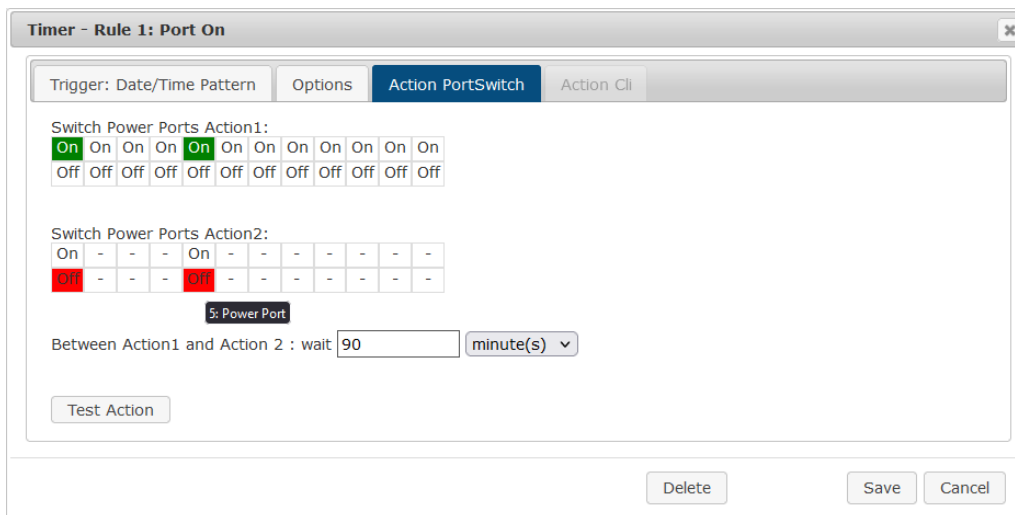 Timer - Rule 1: Port On
Trigger: Date/Time Pattern Options Action PortSwitch Action Cli
Switch Power Ports Action1:
On On On On On On On On On On On On
Off Off Off Off Off Off Off Off Off Off Off Off
Switch Power Ports Action2:
On - - - On - - - - - - -
Off - - - Off - - - - - - -
5: Power Port
Between Action1 and Action 2 : wait 90 minute(s)
Test Action
Delete Save Cancel